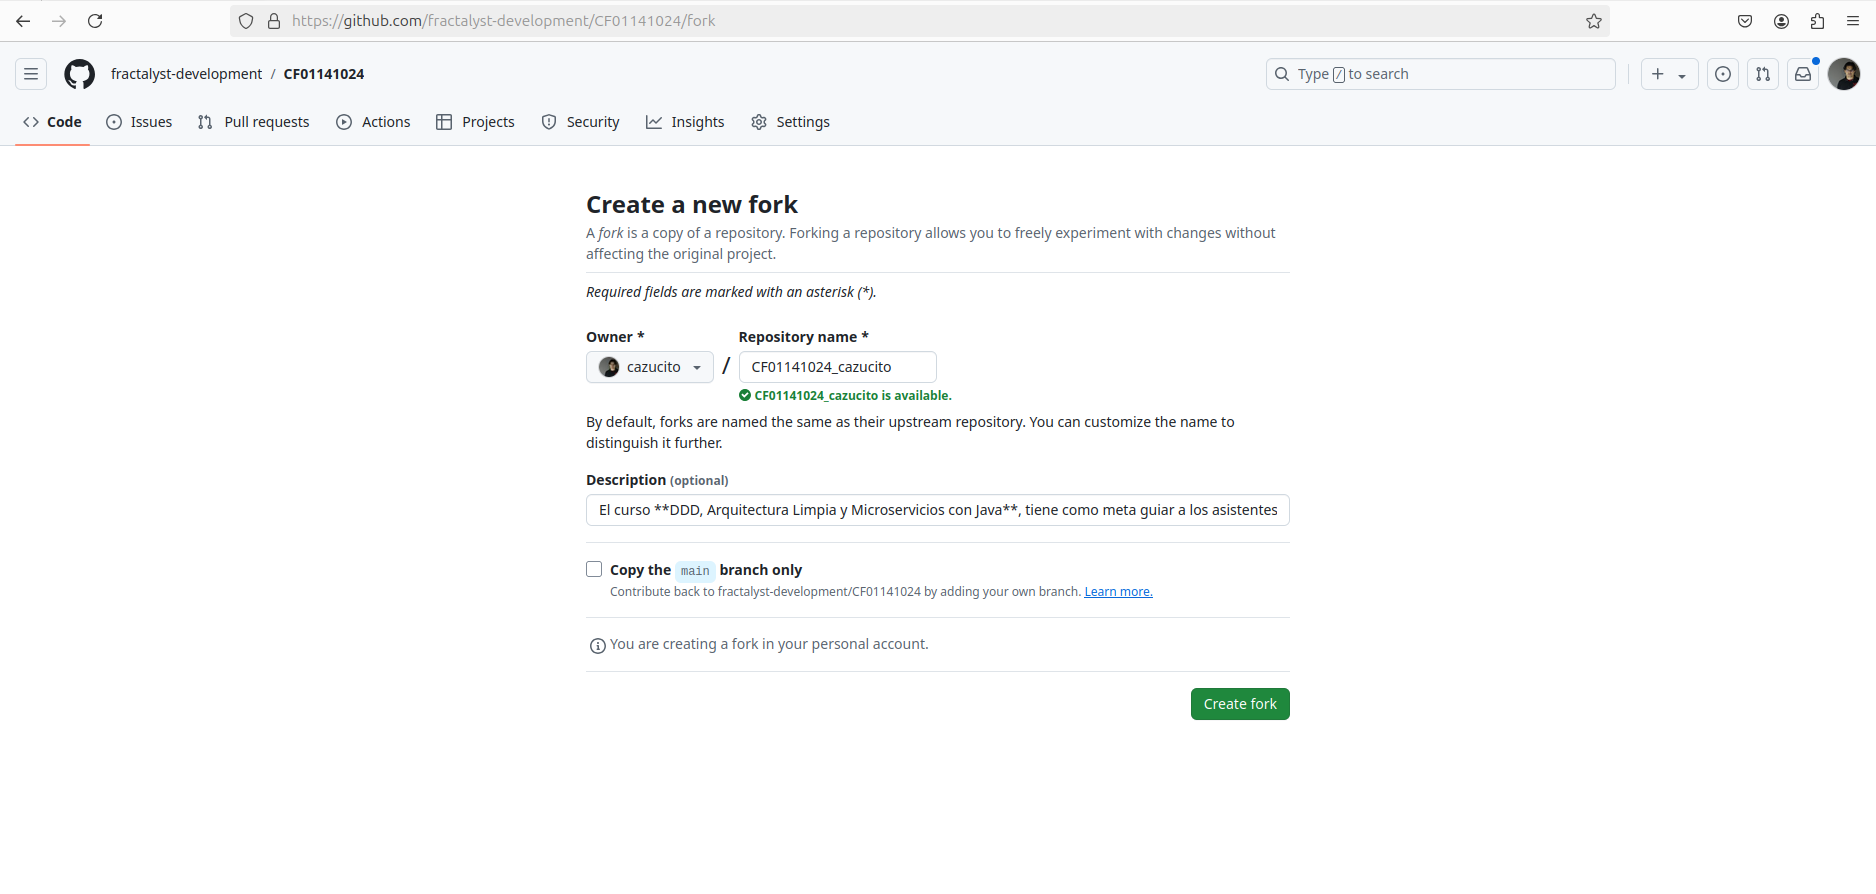 https://github.com/fractalyst-development/CF01141024/fork
fractalyst-development / CF01141024
Type / to search
Code Issues Pull requests Actions Projects Security Insights Settings
Create a new fork
A fork is a copy of a repository. Forking a repository allows you to freely experiment with changes without
affecting the original project.
Required fields are marked with an asterisk (*).
Owner * Repository name *
cazucito / CF01141024_cazucito
CF01141024_cazucito is available.
By default, forks are named the same as their upstream repository. You can customize the name to
distinguish it further.
Description (optional)
El curso **DDD, Arquitectura Limpia y Microservicios con Java**, tiene como meta guiar a los asistentes
Copy the main branch only
Contribute back to fractalyst-development/CF01141024 by adding your own branch. Learn more.
You are creating a fork in your personal account.
Create fork